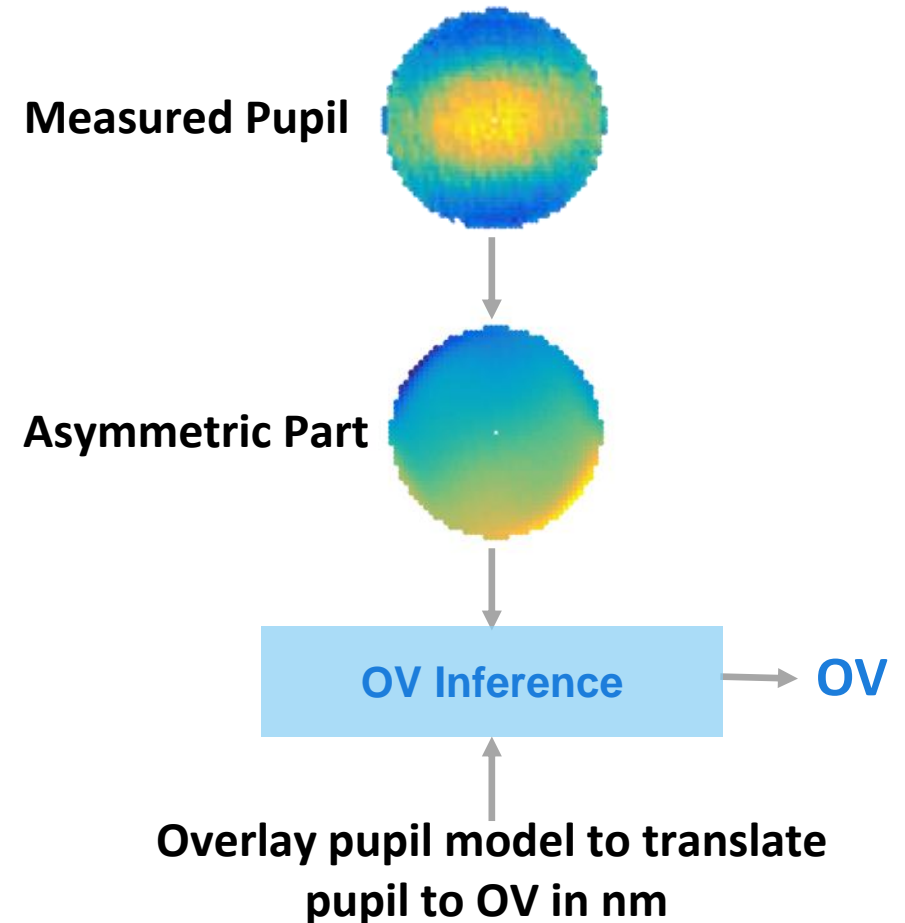 Measured Pupil
Asymmetric Part
OV Inference
OV
Overlay pupil model to translate
pupil to OV in nm